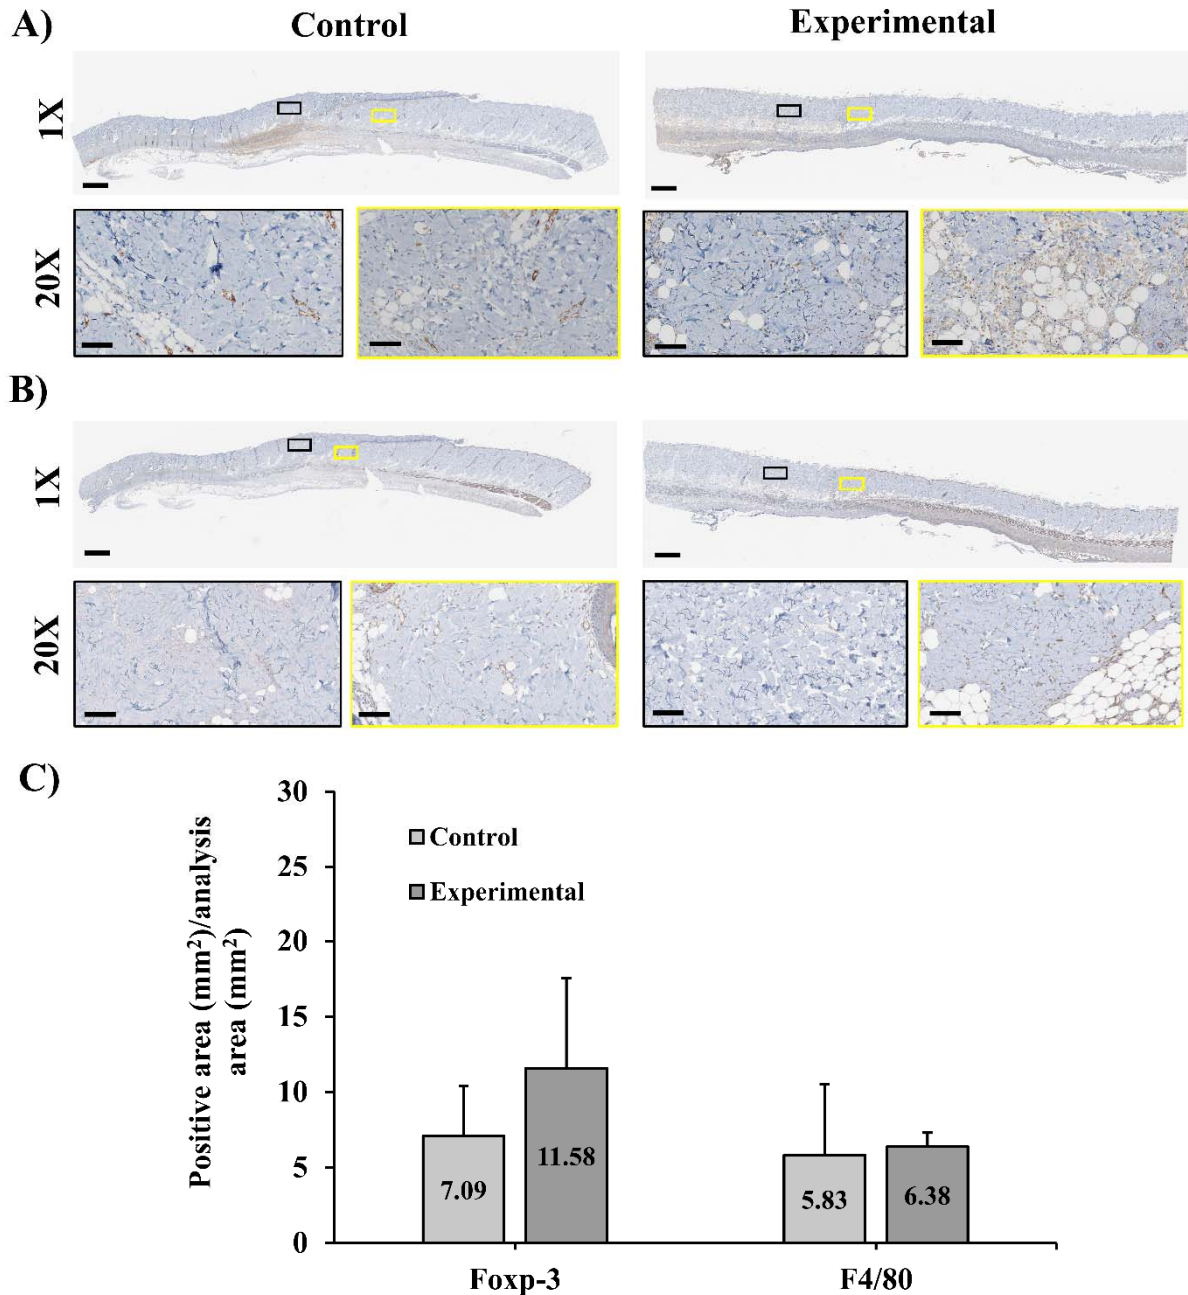 A)
Control
Experimental
1X
20X
B)
1X
20X
C)
Positive area (mm²)/analysis
area (mm²)
30
25
20
15
10
5
0
Control
Experimental
7.09
11.58
5.83
6.38
Foxp-3
F4/80